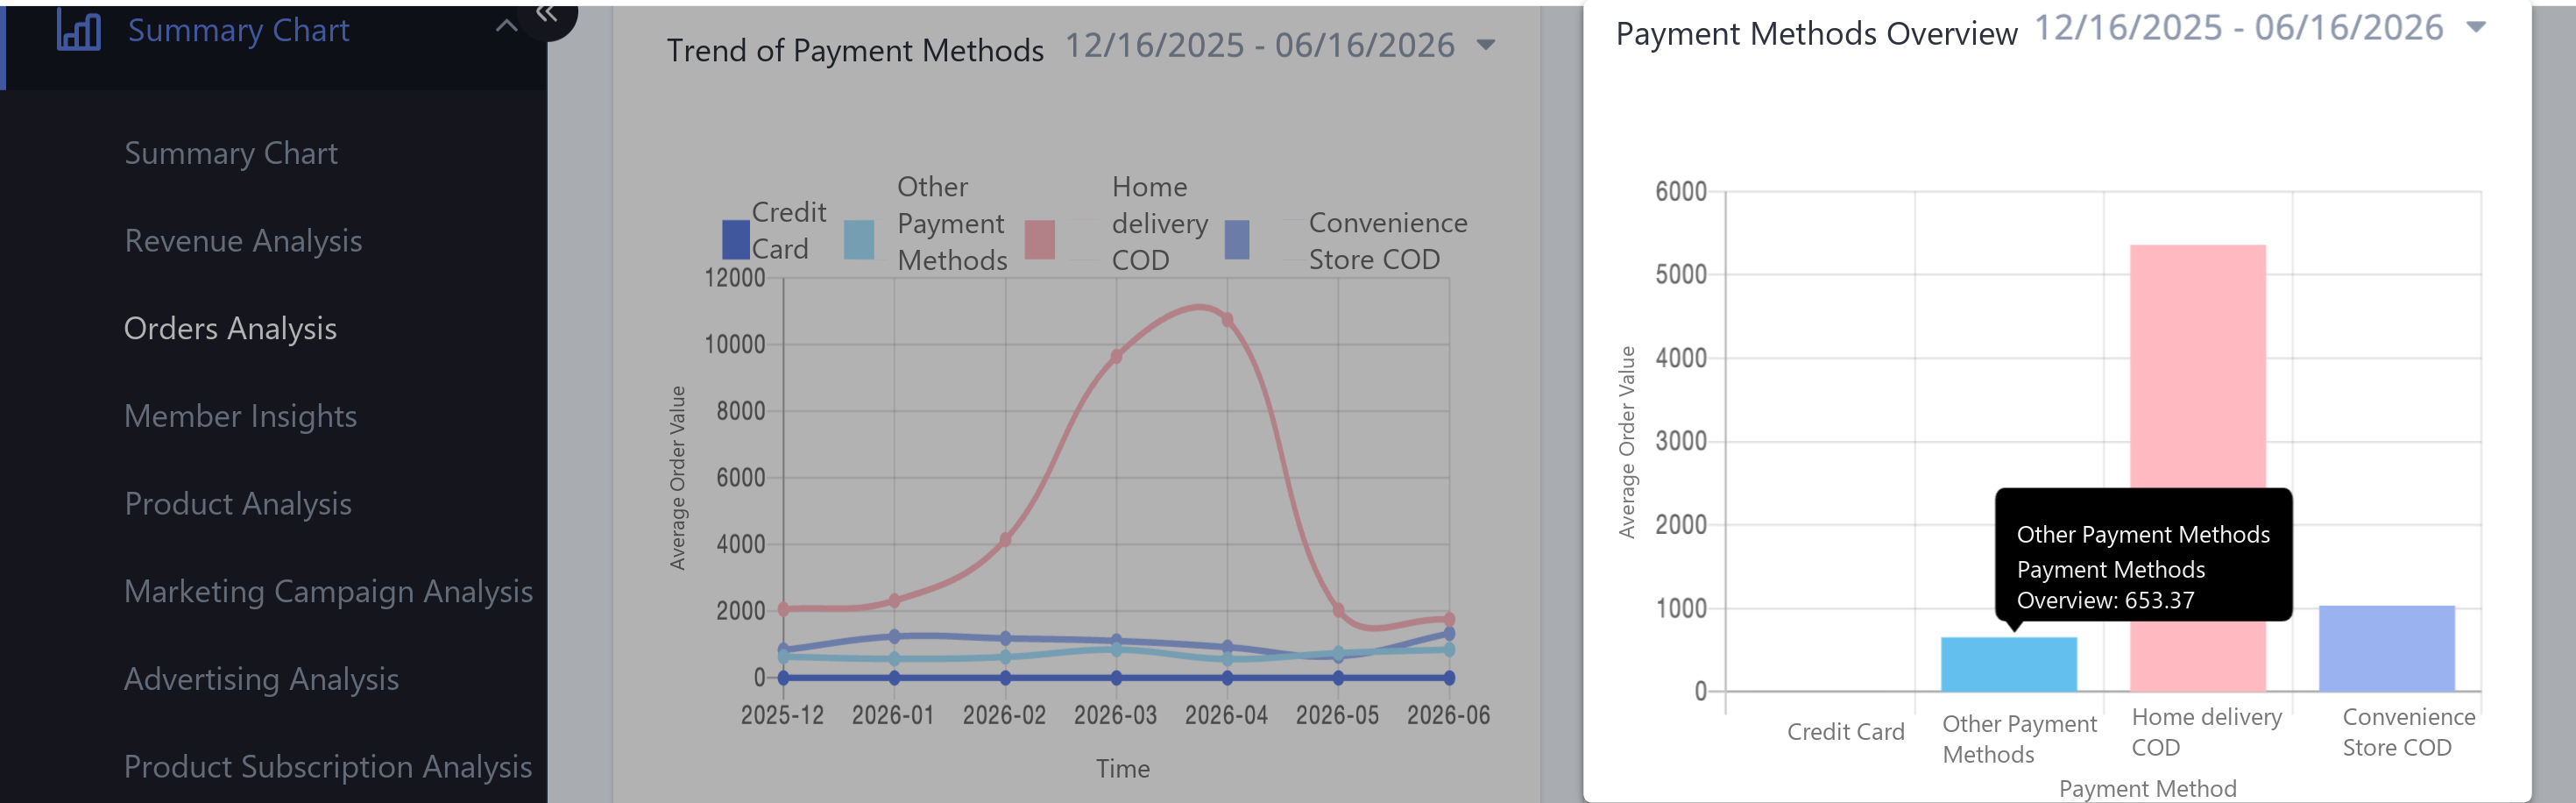 Summary Chart
Summary Chart
Revenue Analysis
Orders Analysis
Member Insights
Product Analysis
Marketing Campaign Analysis
Advertising Analysis
Product Subscription Analysis
Trend of Payment Methods 12/16/2025 - 06/16/2026
Credit
Card
Other
Payment
Methods
Home
delivery
COD
Convenience
Store COD
Average Order Value
12000
10000
8000
6000
4000
2000
0
2025-12 2026-01 2026-02 2026-03 2026-04 2026-05 2026-06
Time
Payment Methods Overview 12/16/2025 - 06/16/2026
Average Order Value
6000
5000
4000
3000
2000
1000
0
Other Payment Methods
Payment Methods
Overview: 653.37
Credit Card
Other Payment
Methods
Home delivery
COD
Convenience
Store COD
Payment Method